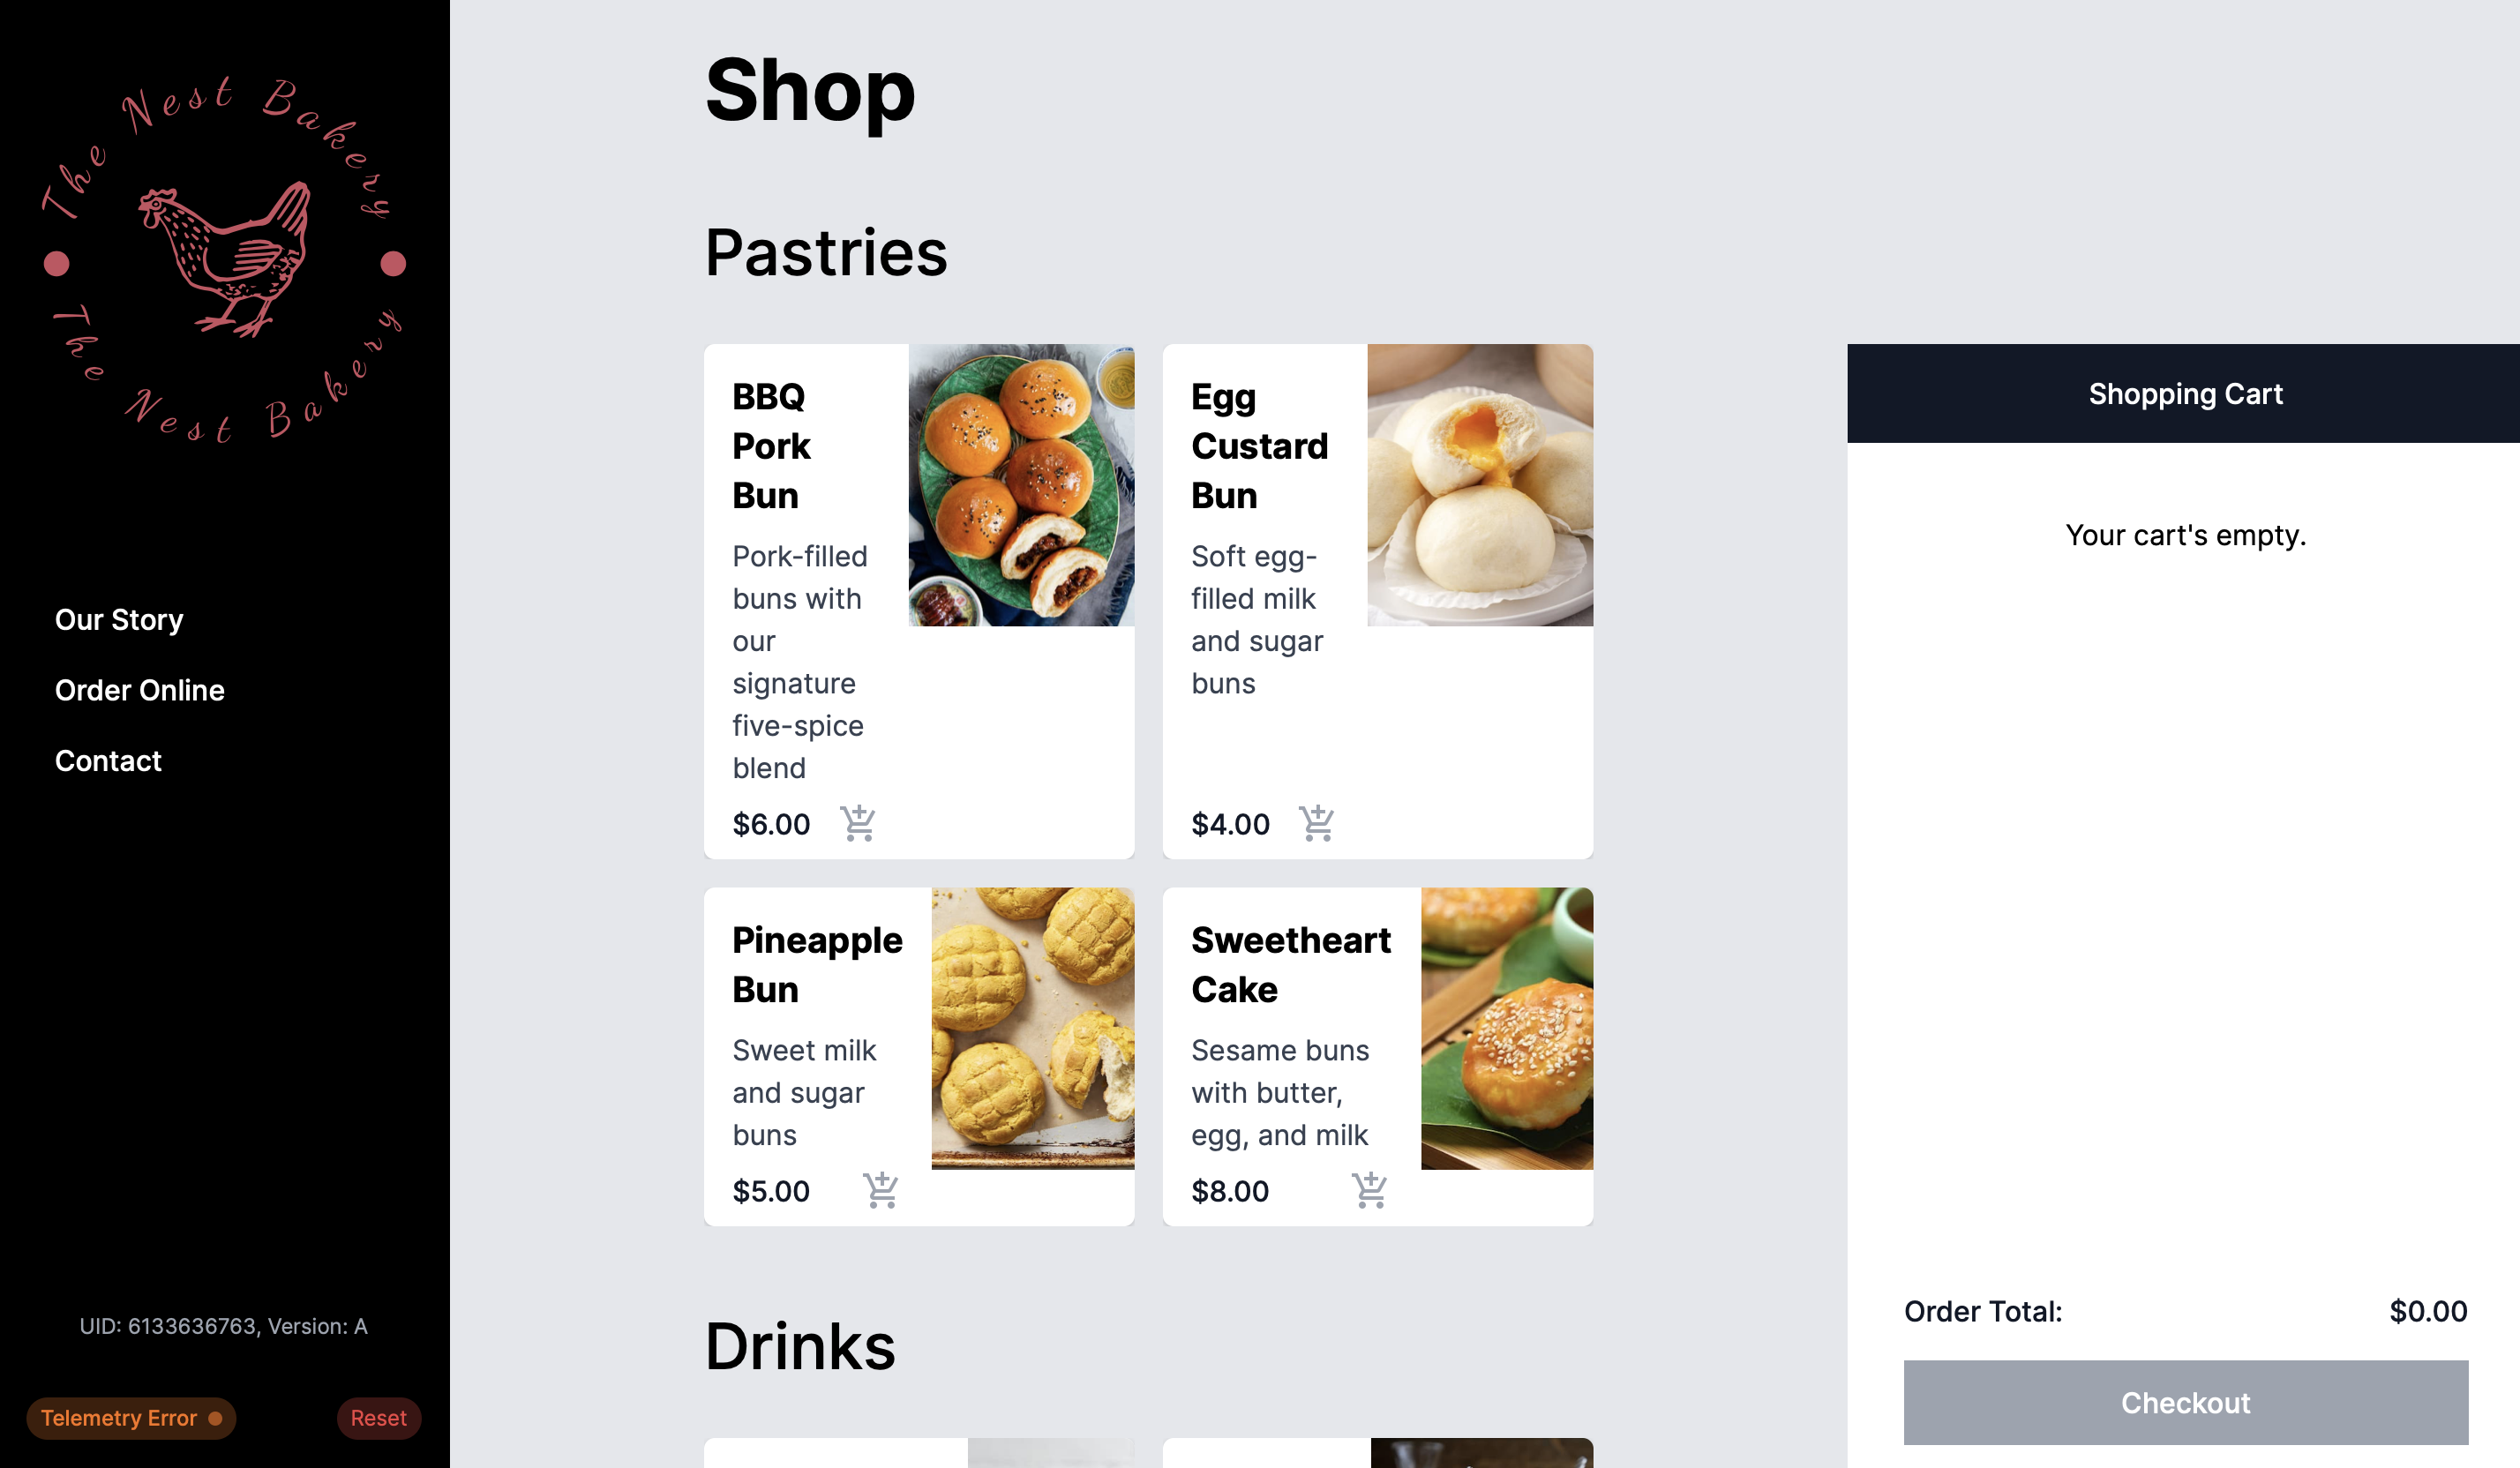 The Nest Bakery
The Nest Bakery
Our Story
Order Online
Contact
UID: 6133636763, Version: A
Telemetry Error
Reset
Shop
Pastries
BBQ
Pork
Bun
Pork-filled
buns with
our
signature
five-spice
blend
$6.00
Egg
Custard
Bun
Soft egg-
filled milk
and sugar
buns
$4.00
Pineapple
Bun
Sweet milk
and sugar
buns
$5.00
Sweetheart
Cake
Sesame buns
with butter,
egg, and milk
$8.00
Drinks
Shopping Cart
Your cart's empty.
Order Total: $0.00
Checkout